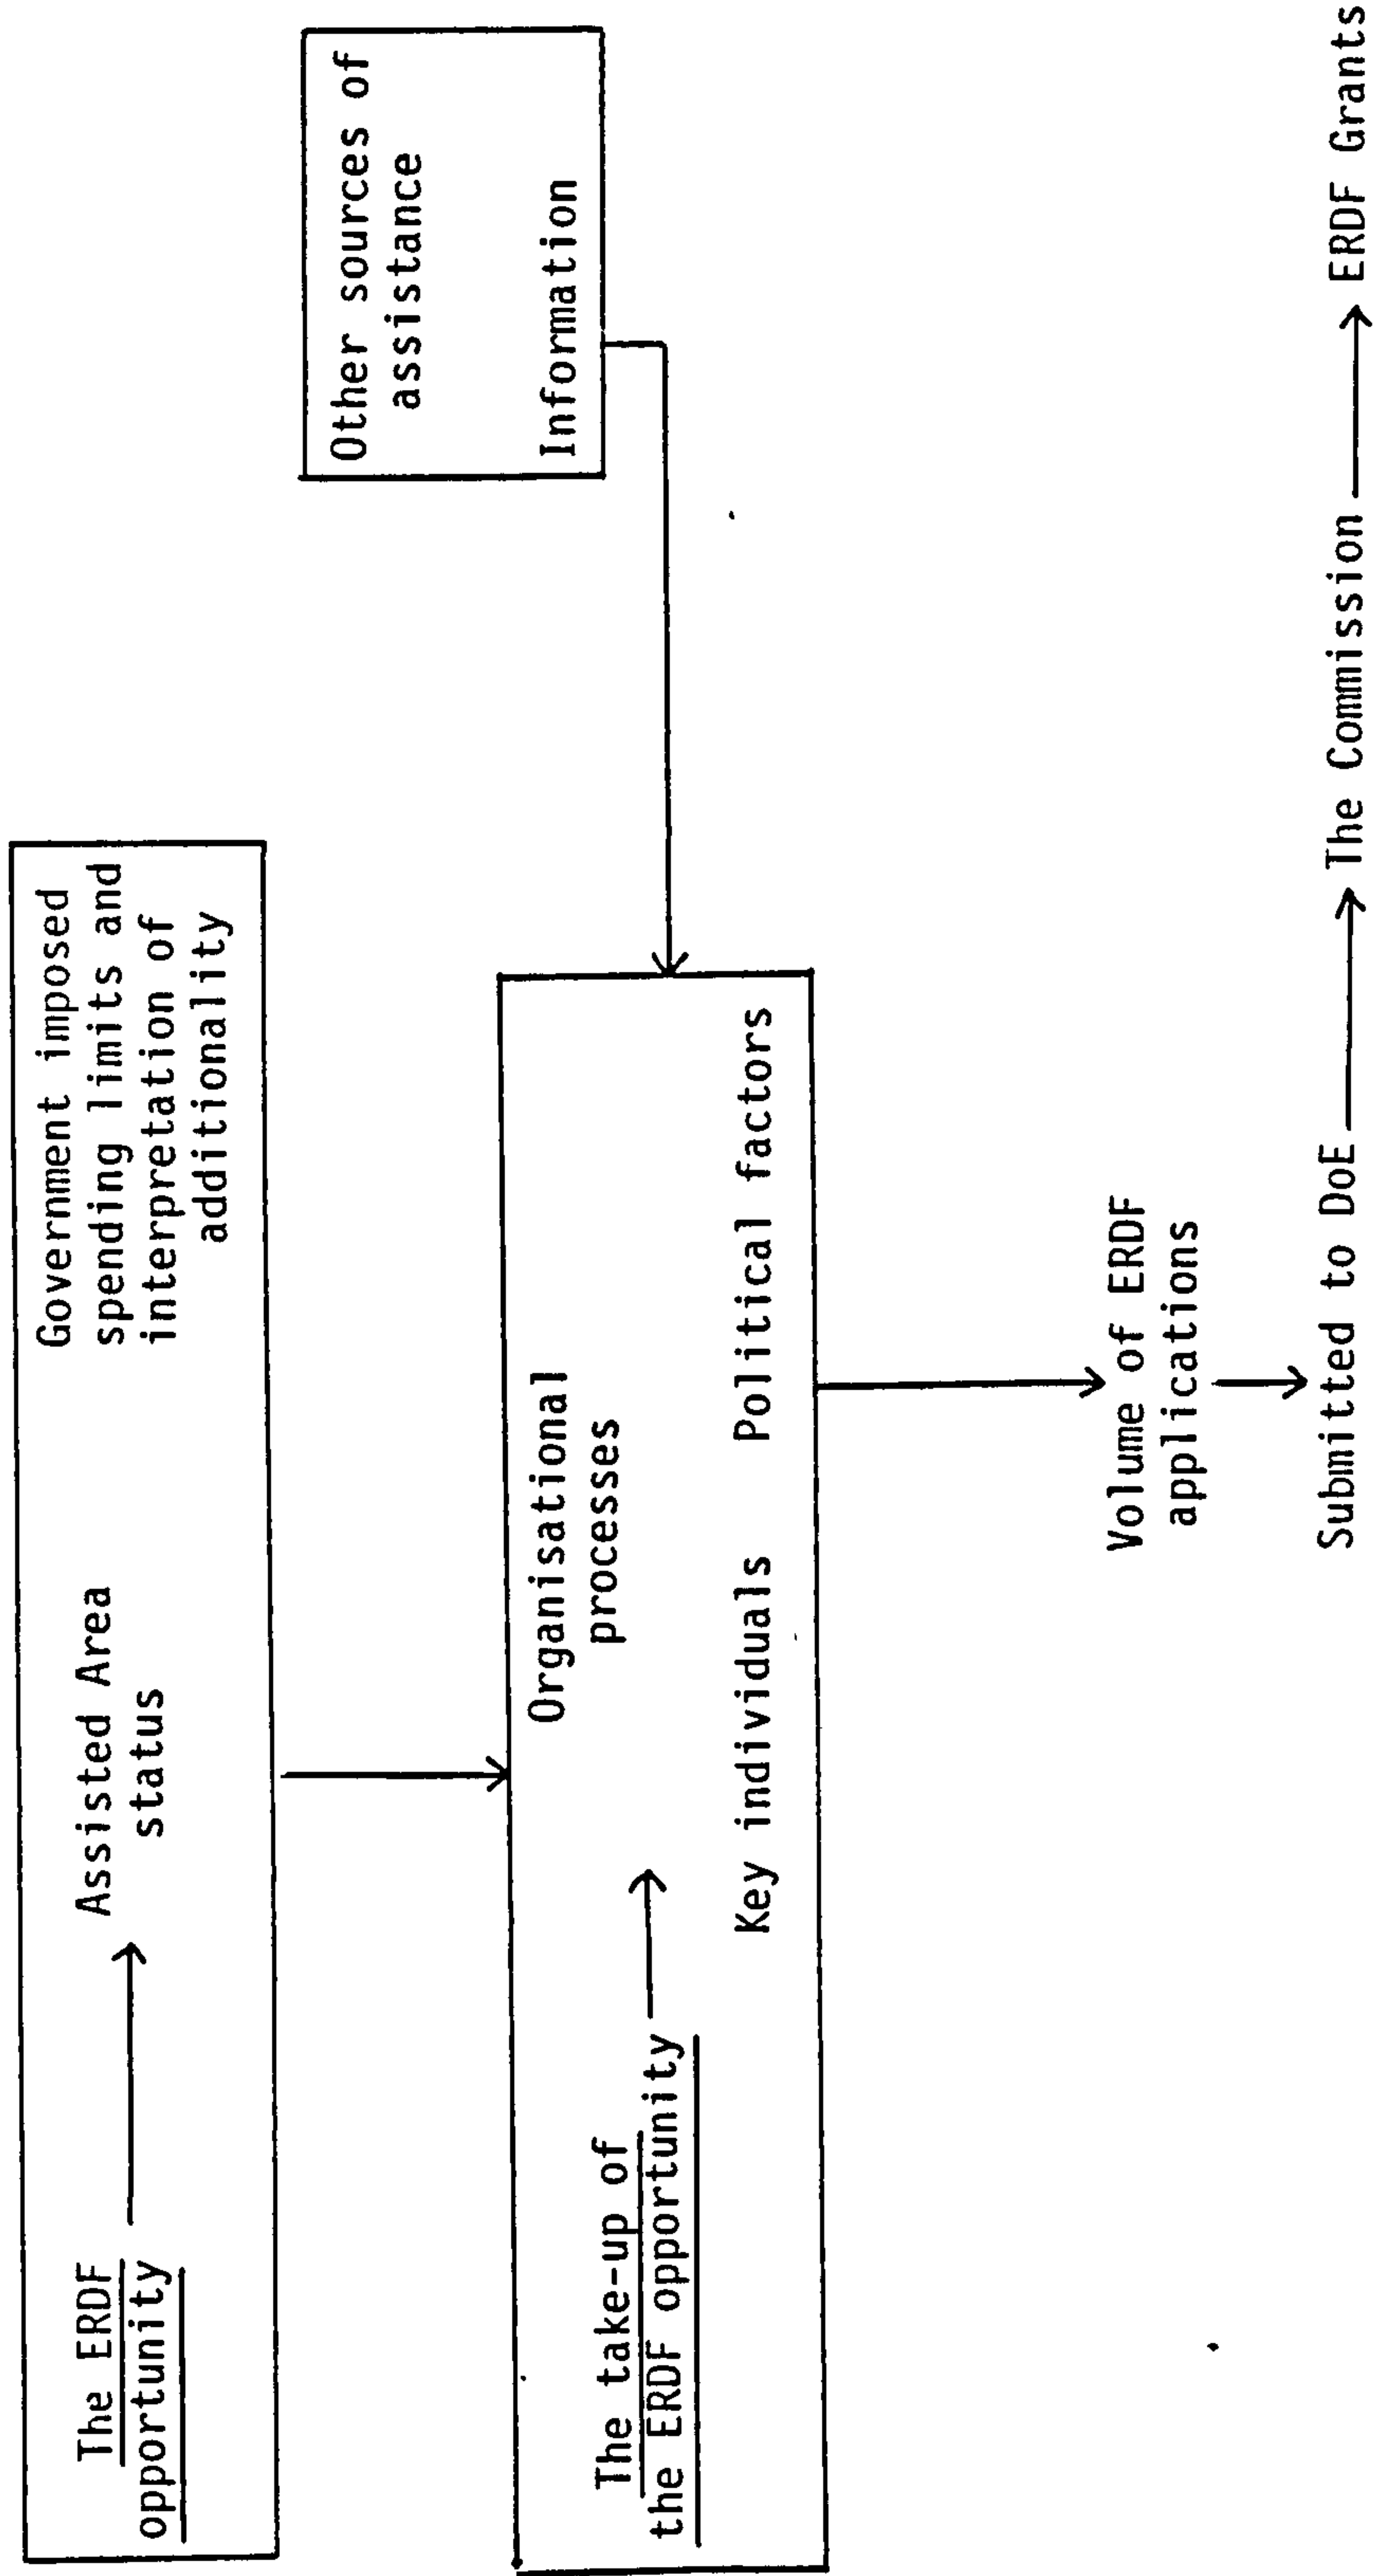 The ERDF
opportunity
Assisted Area
status
Government imposed
spending limits and
interpretation of
additionality
Other sources of
assistance
Information
The take-up of
the ERDF opportunity
Organisational
processes
Key individuals
Political factors
Volume of ERDF
applications
Submitted to DoE
The Commission
ERDF Grants